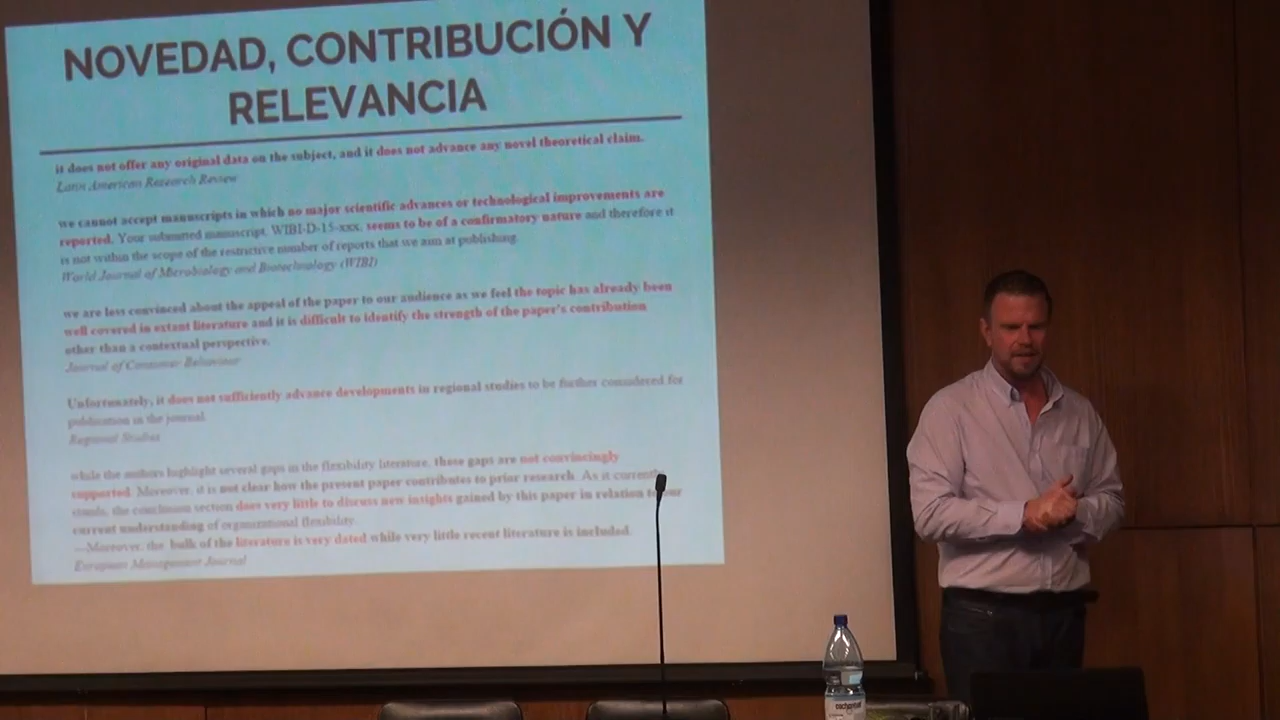 NOVEDAD, CONTRIBUCIÓN Y
RELEVANCIA
it does not offer any original data on the subject, and it does not advance any novel theoretical claim.
Latin American Research Review
we cannot accept manuscripts in which no major scientific advances or technological improvements are
reported. Your submitted manuscript, WIBI-D-15-xxx, seems to be of a confirmatory nature and therefore it
is not within the scope of the restrictive number of reports that we aim at publishing.
World Journal of Microbiology and Biotechnology (WIBI)
we are less convinced about the appeal of the paper to our audience as we feel the topic has already been
well covered in extant literature and it is difficult to identify the strength of the paper's contribution
other than a contextual perspective.
Journal of Consumer Behaviour
Unfortunately, it does not sufficiently advance developments in regional studies to be further considered for
publication in the journal.
Regional Studies
while the authors highlight several gaps in the flexibility literature, these gaps are not convincingly
supported. Moreover, it is not clear how the present paper contributes to prior research. As it currently
stands, the conclusion section does very little to discuss new insights gained by this paper in relation to our
current understanding of organizational flexibility.
---Moreover, the bulk of the literature is very dated while very little recent literature is included.
European Management Journal